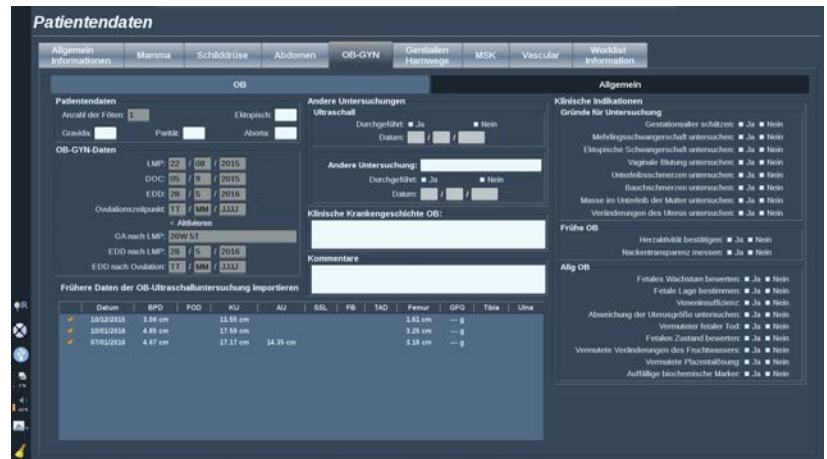 Patientendaten
Allgemein Informationen Mamma Schilddrüse Abdomen OB-GYN Genitalien Harnwege MSK Vascular Worklist Information
OB Allgemein
Patientendaten
Anzahl der Föten: 1 Ektopisch:
Gravida: Parität: Aborta:
OB-GYN-Daten
LMP: 22 / 08 / 2015
DOC: 05 / 9 / 2015
EDD: 28 / 5 / 2016
Ovulationszeitpunkt: TT / MM / JJJJ
Aktivieren
GA nach LMP: 20W 5T
EDD nach LMP: 28 / 5 / 2016
EDD nach Ovulation: TT / MM / JJJJ
Andere Untersuchungen
Ultraschall
Durchgeführt: Ja Nein
Datum: / /
Andere Untersuchung:
Durchgeführt: Ja Nein
Datum: / /
Klinische Krankengeschichte OB:
Kommentare
Klinische Indikationen
Gründe für Untersuchung
Gestationsalter schätzen: Ja Nein
Mehrlingsschwangerschaft untersuchen: Ja Nein
Ektopische Schwangerschaft untersuchen: Ja Nein
Vaginale Blutung untersuchen: Ja Nein
Unterleibsschmerzen untersuchen: Ja Nein
Bauchschmerzen untersuchen: Ja Nein
Masse im Unterleib der Mutter untersuchen: Ja Nein
Veränderungen des Uterus untersuchen: Ja Nein
Frühe OB
Herzaktivität bestätigen: Ja Nein
Nackentransparenz messen: Ja Nein
Allg OB
Fetales Wachstum bewerten: Ja Nein
Fetale Lage bestimmen: Ja Nein
Veneninsuffizienz: Ja Nein
Abweichung der Uterusgröße untersuchen: Ja Nein
Vermuteter fetaler Tod: Ja Nein
Fetalen Zustand bewerten: Ja Nein
Vermutete Veränderungen des Fruchtwassers: Ja Nein
Vermutete Plazentalösung: Ja Nein
Auffällige biochemische Marker: Ja Nein
Frühere Daten der OB-Ultraschalluntersuchung importieren
Datum BPD FOD KU AU SSL FB TAD Femur GFG Tibia Ulna
10/12/2015 3.08 cm 11.55 cm 1.61 cm --- g
10/01/2016 4.85 cm 17.59 cm 3.25 cm --- g
07/01/2016 4.67 cm 17.17 cm 14.35 cm 3.16 cm --- g